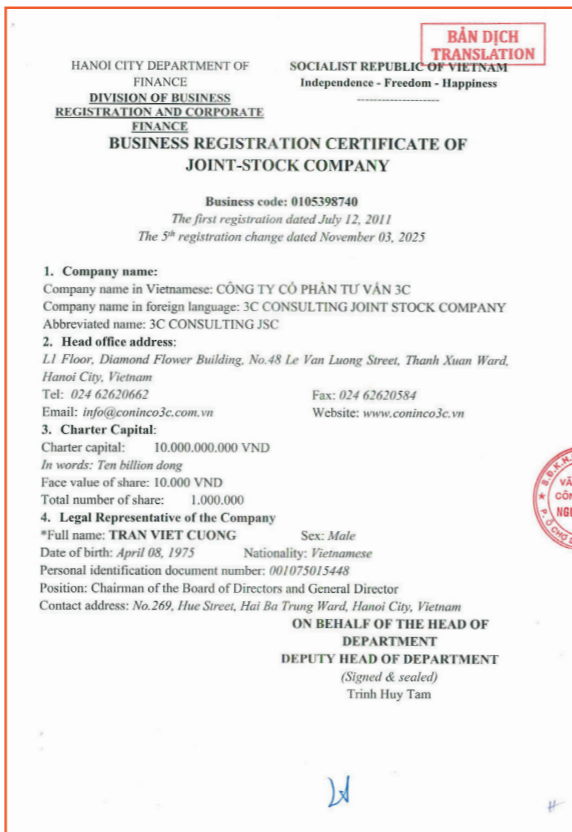 BẢN DỊCH
TRANSLATION
HANOI CITY DEPARTMENT OF
FINANCE
DIVISION OF BUSINESS
REGISTRATION AND CORPORATE
FINANCE
SOCIALIST REPUBLIC OF VIETNAM
Independence - Freedom - Happiness
--------------------
BUSINESS REGISTRATION CERTIFICATE OF
JOINT-STOCK COMPANY
Business code: 0105398740
The first registration dated July 12, 2011
The 5th registration change dated November 03, 2025
1. Company name:
Company name in Vietnamese: CÔNG TY CỔ PHẦN TƯ VẤN 3C
Company name in foreign language: 3C CONSULTING JOINT STOCK COMPANY
Abbreviated name: 3C CONSULTING JSC
2. Head office address:
L1 Floor, Diamond Flower Building, No.48 Le Van Luong Street, Thanh Xuan Ward,
Hanoi City, Vietnam
Tel: 024 62620662 Fax: 024 62620584
Email: info@coninco3c.com.vn Website: www.coninco3c.vn
3. Charter Capital:
Charter capital: 10.000.000.000 VND
In words: Ten billion dong
Face value of share: 10.000 VND
Total number of share: 1.000.000
4. Legal Representative of the Company
*Full name: TRAN VIET CUONG Sex: Male
Date of birth: April 08, 1975 Nationality: Vietnamese
Personal identification document number: 001075015448
Position: Chairman of the Board of Directors and General Director
Contact address: No.269, Hue Street, Hai Ba Trung Ward, Hanoi City, Vietnam
ON BEHALF OF THE HEAD OF
DEPARTMENT
DEPUTY HEAD OF DEPARTMENT
(Signed & sealed)
Trinh Huy Tam